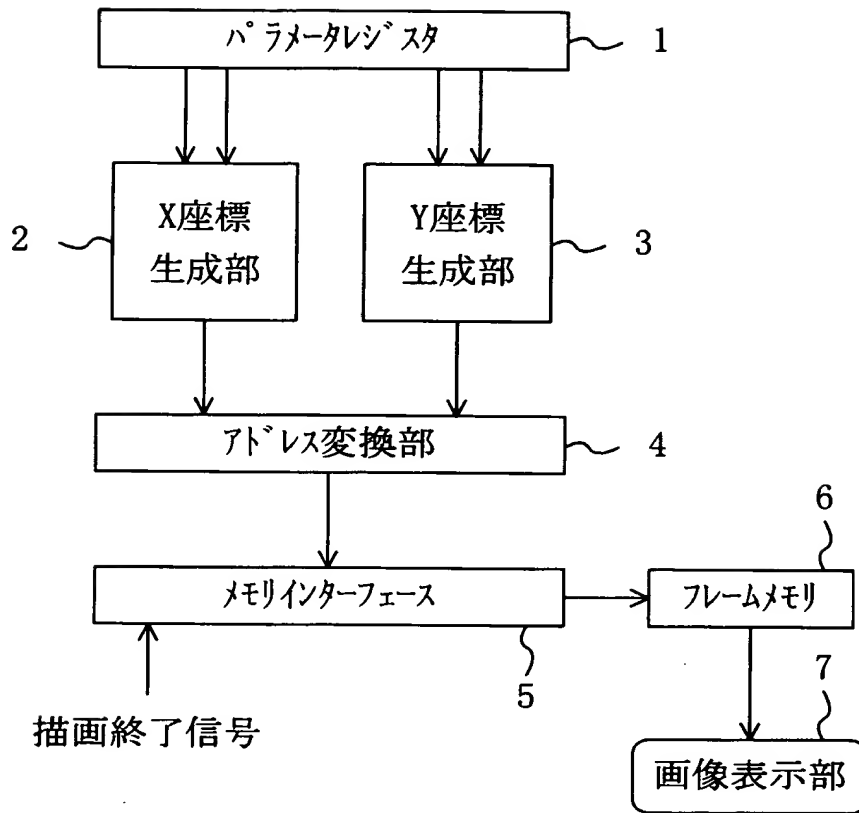 パラメータレジスタ
1
X座標
生成部
2
Y座標
生成部
3
アドレス変換部
4
メモリインターフェース
5
フレームメモリ
6
描画終了信号
画像表示部
7